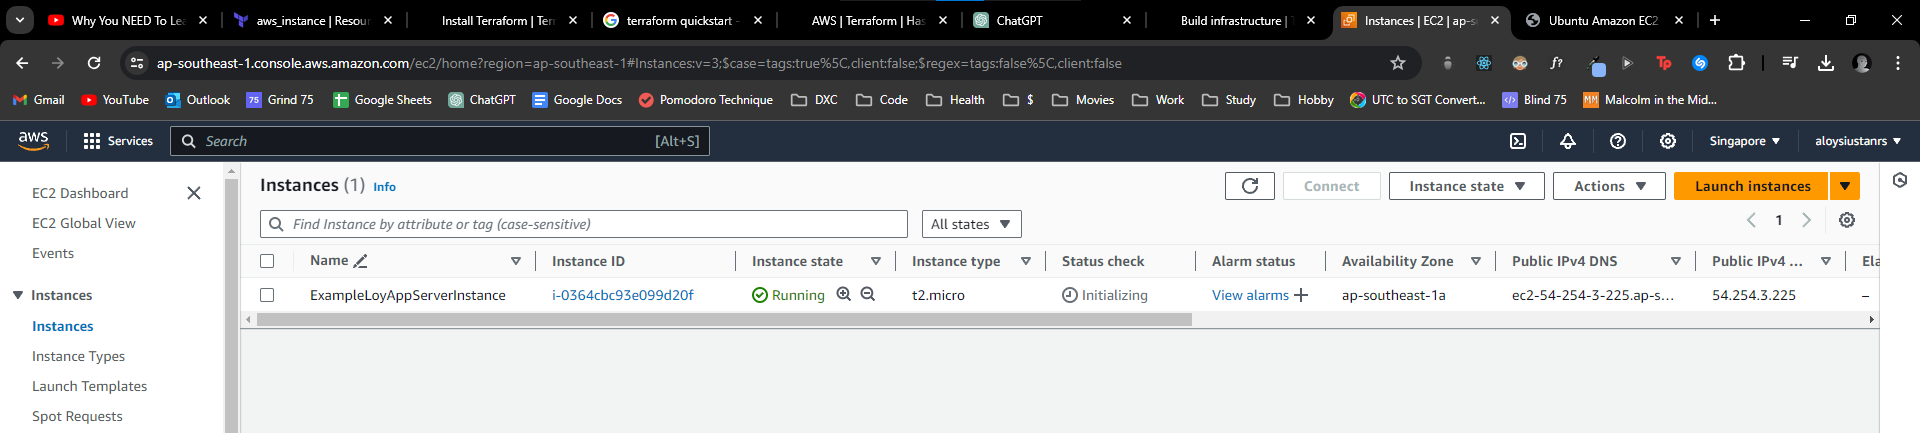 Why You NEED To Lea
aws_instance | Resour
Install Terraform | Terr
terraform quickstart -
AWS | Terraform | Has
ChatGPT
Build infrastructure | T
Instances | EC2 | ap-s
Ubuntu Amazon EC2
ap-southeast-1.console.aws.amazon.com/ec2/home?region=ap-southeast-1#Instances:v=3;$case=tags:true%5C,client:false;$regex=tags:false%5C,client:false
f?
Tp
Gmail
YouTube
Outlook
75 Grind 75
Google Sheets
ChatGPT
Google Docs
Pomodoro Technique
DXC
Code
Health
$
Movies
Work
Study
Hobby
UTC to SGT Convert...
Blind 75
MM Malcolm in the Mid...
aws
Services
Search
[Alt+S]
Singapore
aloysiustanrs
EC2 Dashboard
EC2 Global View
Events
Instances
Instances
Instance Types
Launch Templates
Spot Requests
Instances (1) Info
Connect
Instance state
Actions
Launch instances
Find Instance by attribute or tag (case-sensitive)
All states
1
Name
Instance ID
Instance state
Instance type
Status check
Alarm status
Availability Zone
Public IPv4 DNS
Public IPv4 ...
Ela
ExampleLoyAppServerInstance
i-0364cbc93e099d20f
Running
t2.micro
Initializing
View alarms
ap-southeast-1a
ec2-54-254-3-225.ap-s...
54.254.3.225
–